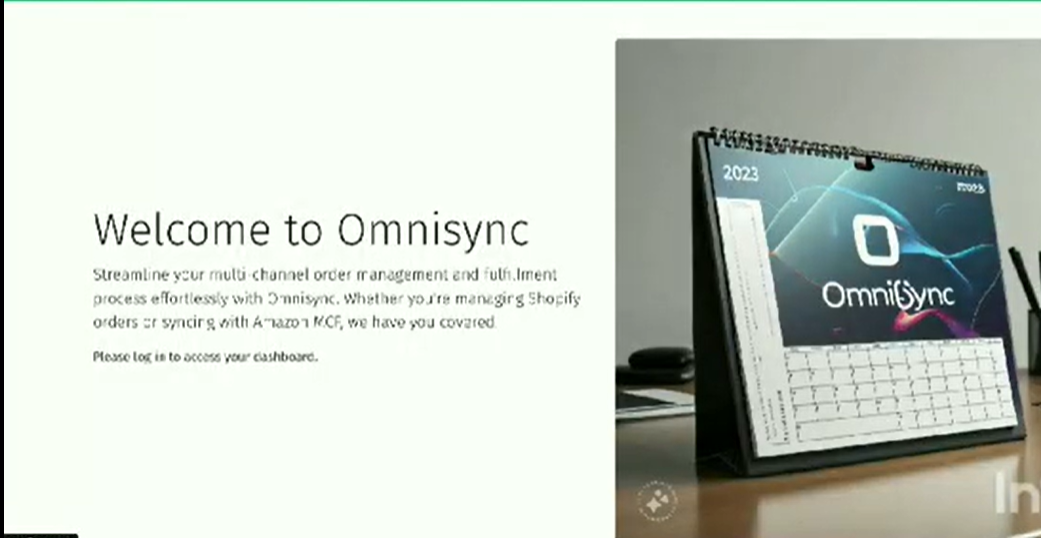 Welcome to Omnisync
Streamline your multi-channel order management and fulfillment
process effortlessly with Omnisync. Whether you're managing Shopify
orders or syncing with Amazon MCF, we have you covered.
Please log in to access your dashboard.
2023
OmniSync
In